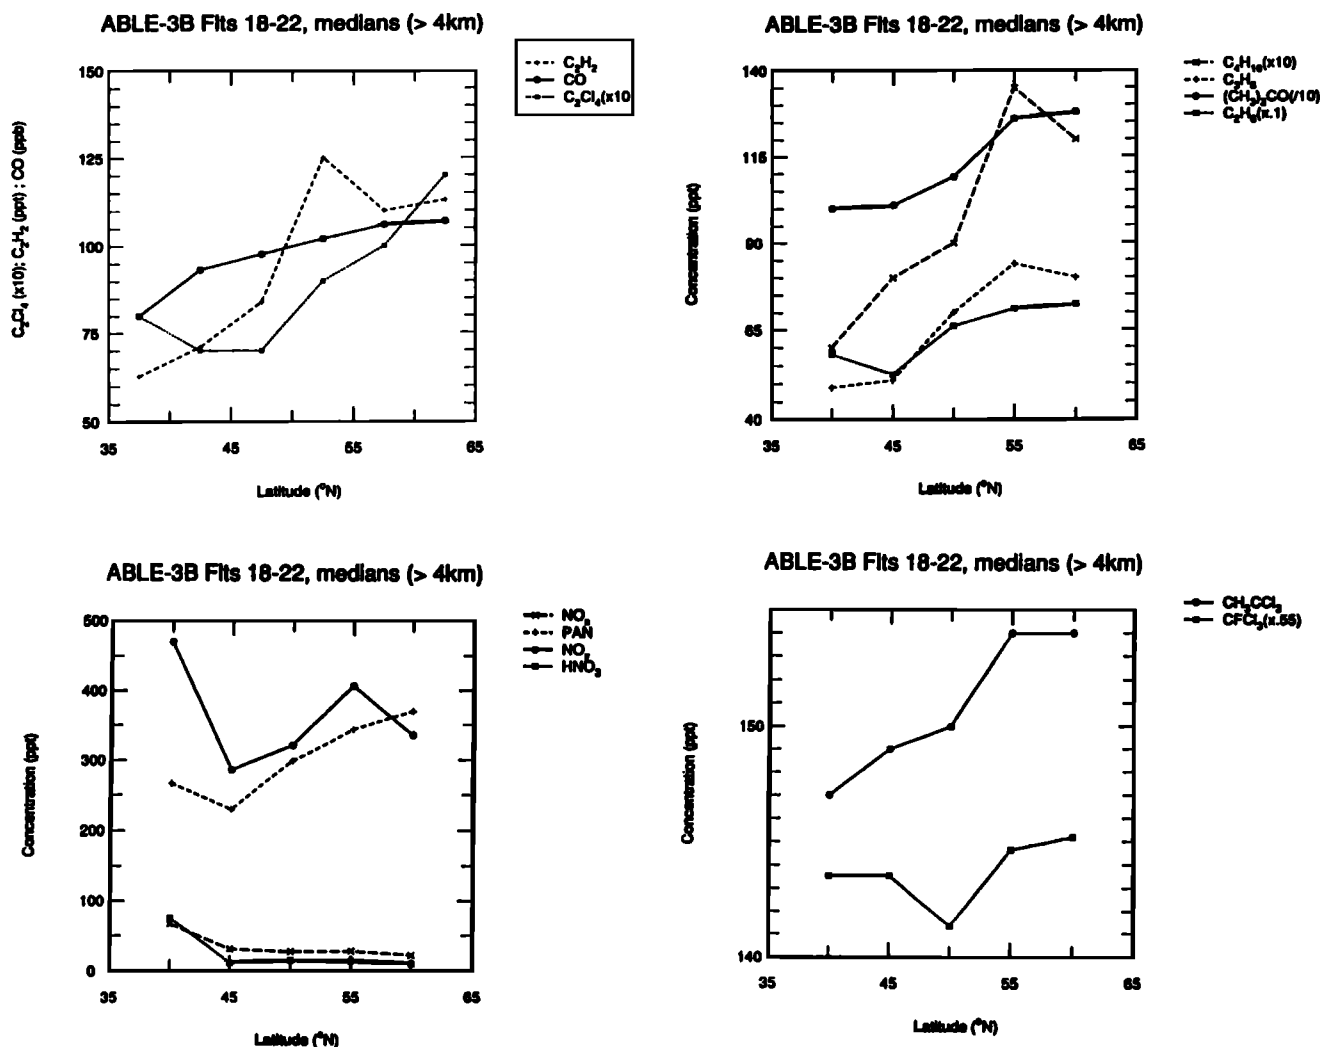 ABLE-3B Flts 18-22, medians (> 4km)
C₂H₂
CO
C₂Cl₄(x10
150
125
100
75
50
C₂Cl₄ (x10); C₂H₂ (ppt) ; CO (ppb)
35
45
55
65
Latitude (°N)
ABLE-3B Flts 18-22, medians (> 4km)
C₄H₁₀(x10)
C₃H₈
(CH₃)₂CO(/10)
C₂H₆(x.1)
140
115
90
65
40
Concentration (ppt)
35
45
55
65
Latitude (°N)
ABLE-3B Flts 18-22, medians (> 4km)
NOₓ
PAN
NOᵧ
HNO₃
500
400
300
200
100
0
Concentration (ppt)
35
45
55
65
Latitude (°N)
ABLE-3B Flts 18-22, medians (> 4km)
CH₃CCl₃
CFCl₃(x.55)
150
140
Concentration (ppt)
35
45
55
65
Latitude (°N)